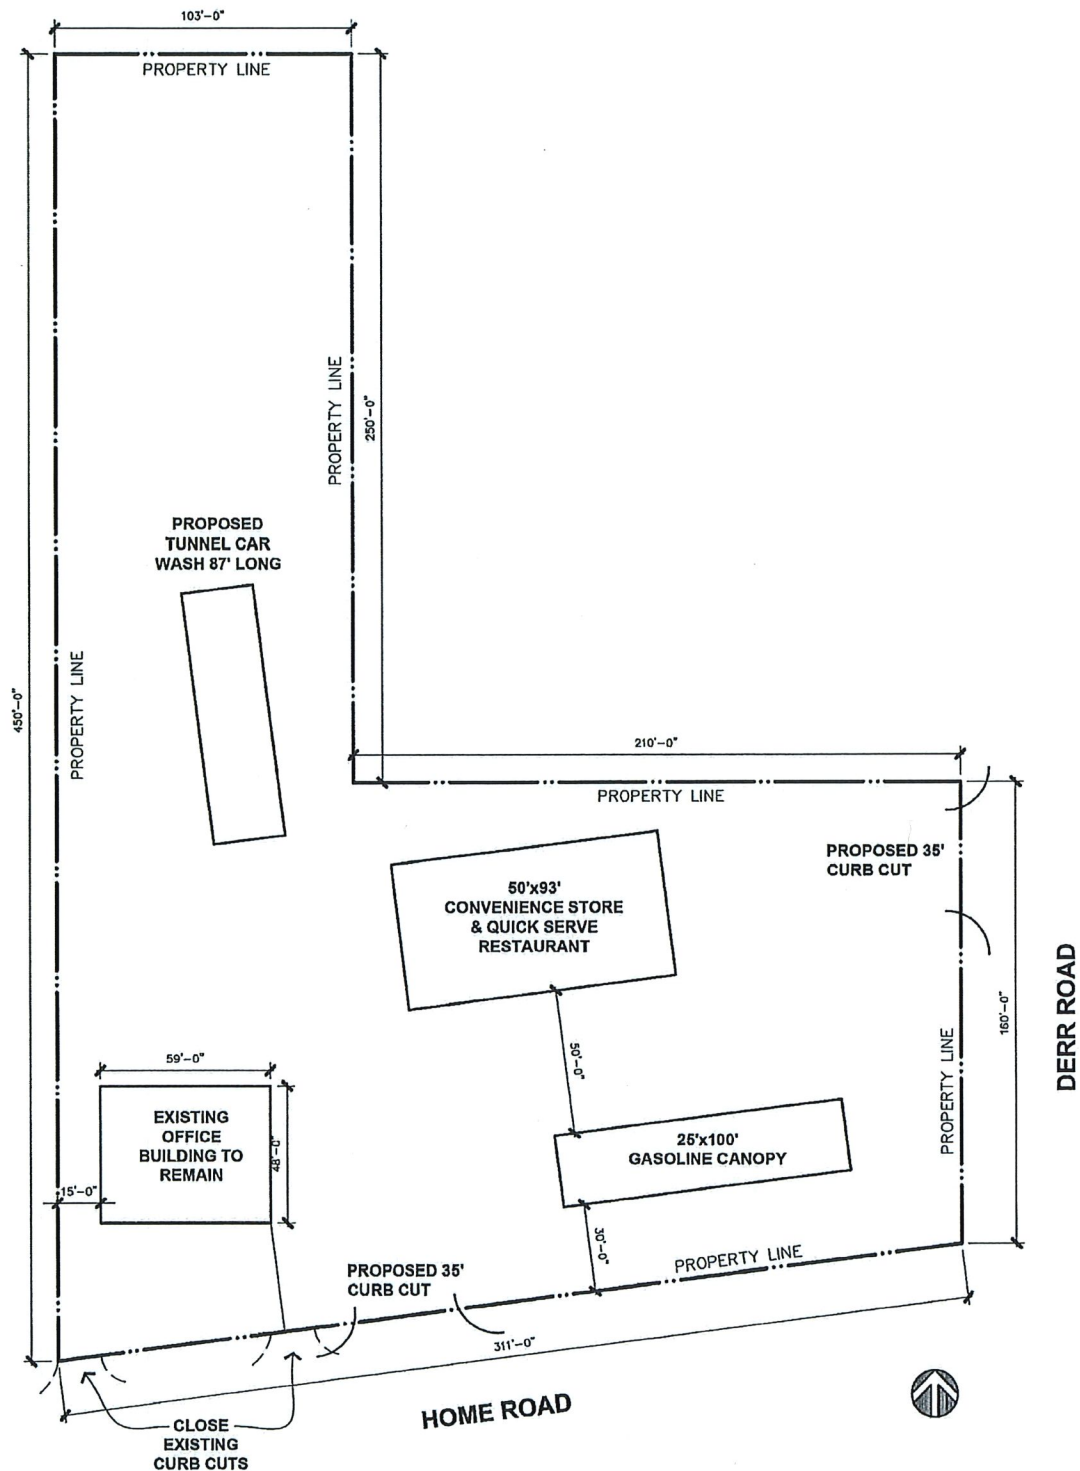 103'-0"
PROPERTY LINE
PROPERTY LINE
250'-0"
PROPOSED
TUNNEL CAR
WASH 87' LONG
450'-0"
PROPERTY LINE
210'-0"
PROPERTY LINE
PROPOSED 35'
CURB CUT
50'x93'
CONVENIENCE STORE
& QUICK SERVE
RESTAURANT
DERR ROAD
160'-0"
PROPERTY LINE
50'-0"
59'-0"
EXISTING
OFFICE
BUILDING TO
REMAIN
48'-0"
15'-0"
25'x100'
GASOLINE CANOPY
30'-0"
PROPERTY LINE
PROPOSED 35'
CURB CUT
311'-0"
HOME ROAD
CLOSE
EXISTING
CURB CUTS